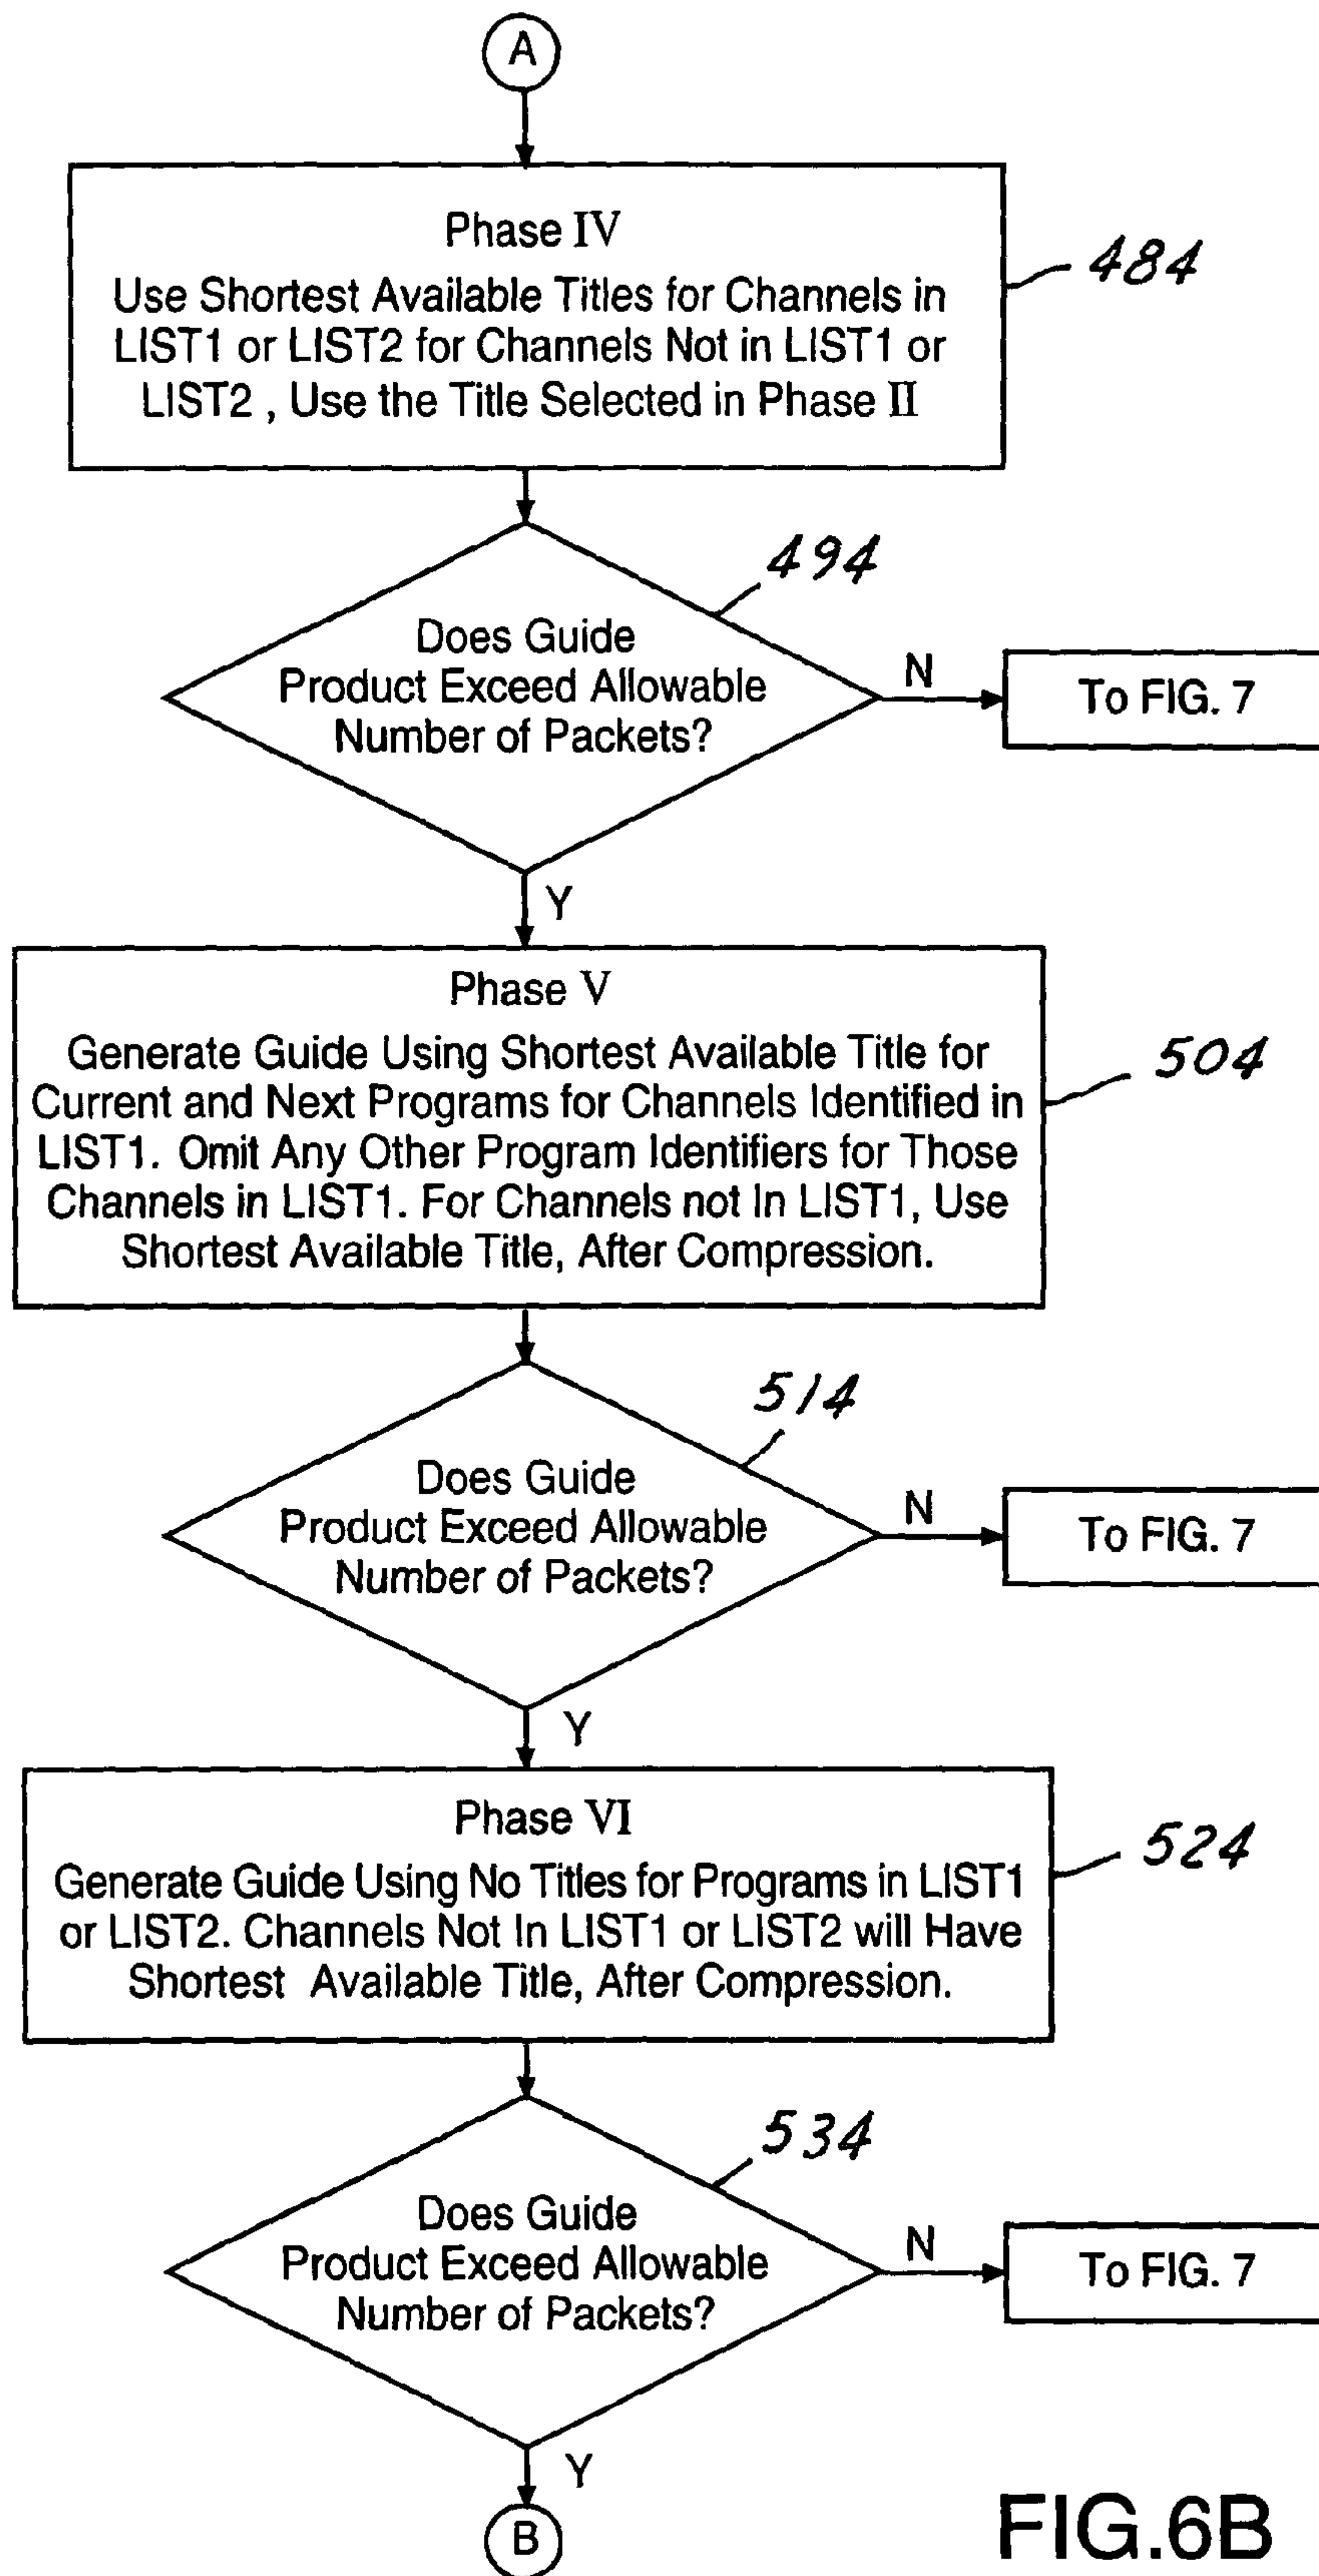 A
Phase IV
Use Shortest Available Titles for Channels in
LIST1 or LIST2 for Channels Not in LIST1 or
LIST2 , Use the Title Selected in Phase II
484
494
Does Guide
Product Exceed Allowable
Number of Packets?
N
To FIG. 7
Y
Phase V
Generate Guide Using Shortest Available Title for
Current and Next Programs for Channels Identified in
LIST1. Omit Any Other Program Identifiers for Those
Channels in LIST1. For Channels not In LIST1, Use
Shortest Available Title, After Compression.
504
514
Does Guide
Product Exceed Allowable
Number of Packets?
N
To FIG. 7
Y
Phase VI
Generate Guide Using No Titles for Programs in LIST1
or LIST2. Channels Not In LIST1 or LIST2 will Have
Shortest Available Title, After Compression.
524
534
Does Guide
Product Exceed Allowable
Number of Packets?
N
To FIG. 7
Y
B
FIG.6B